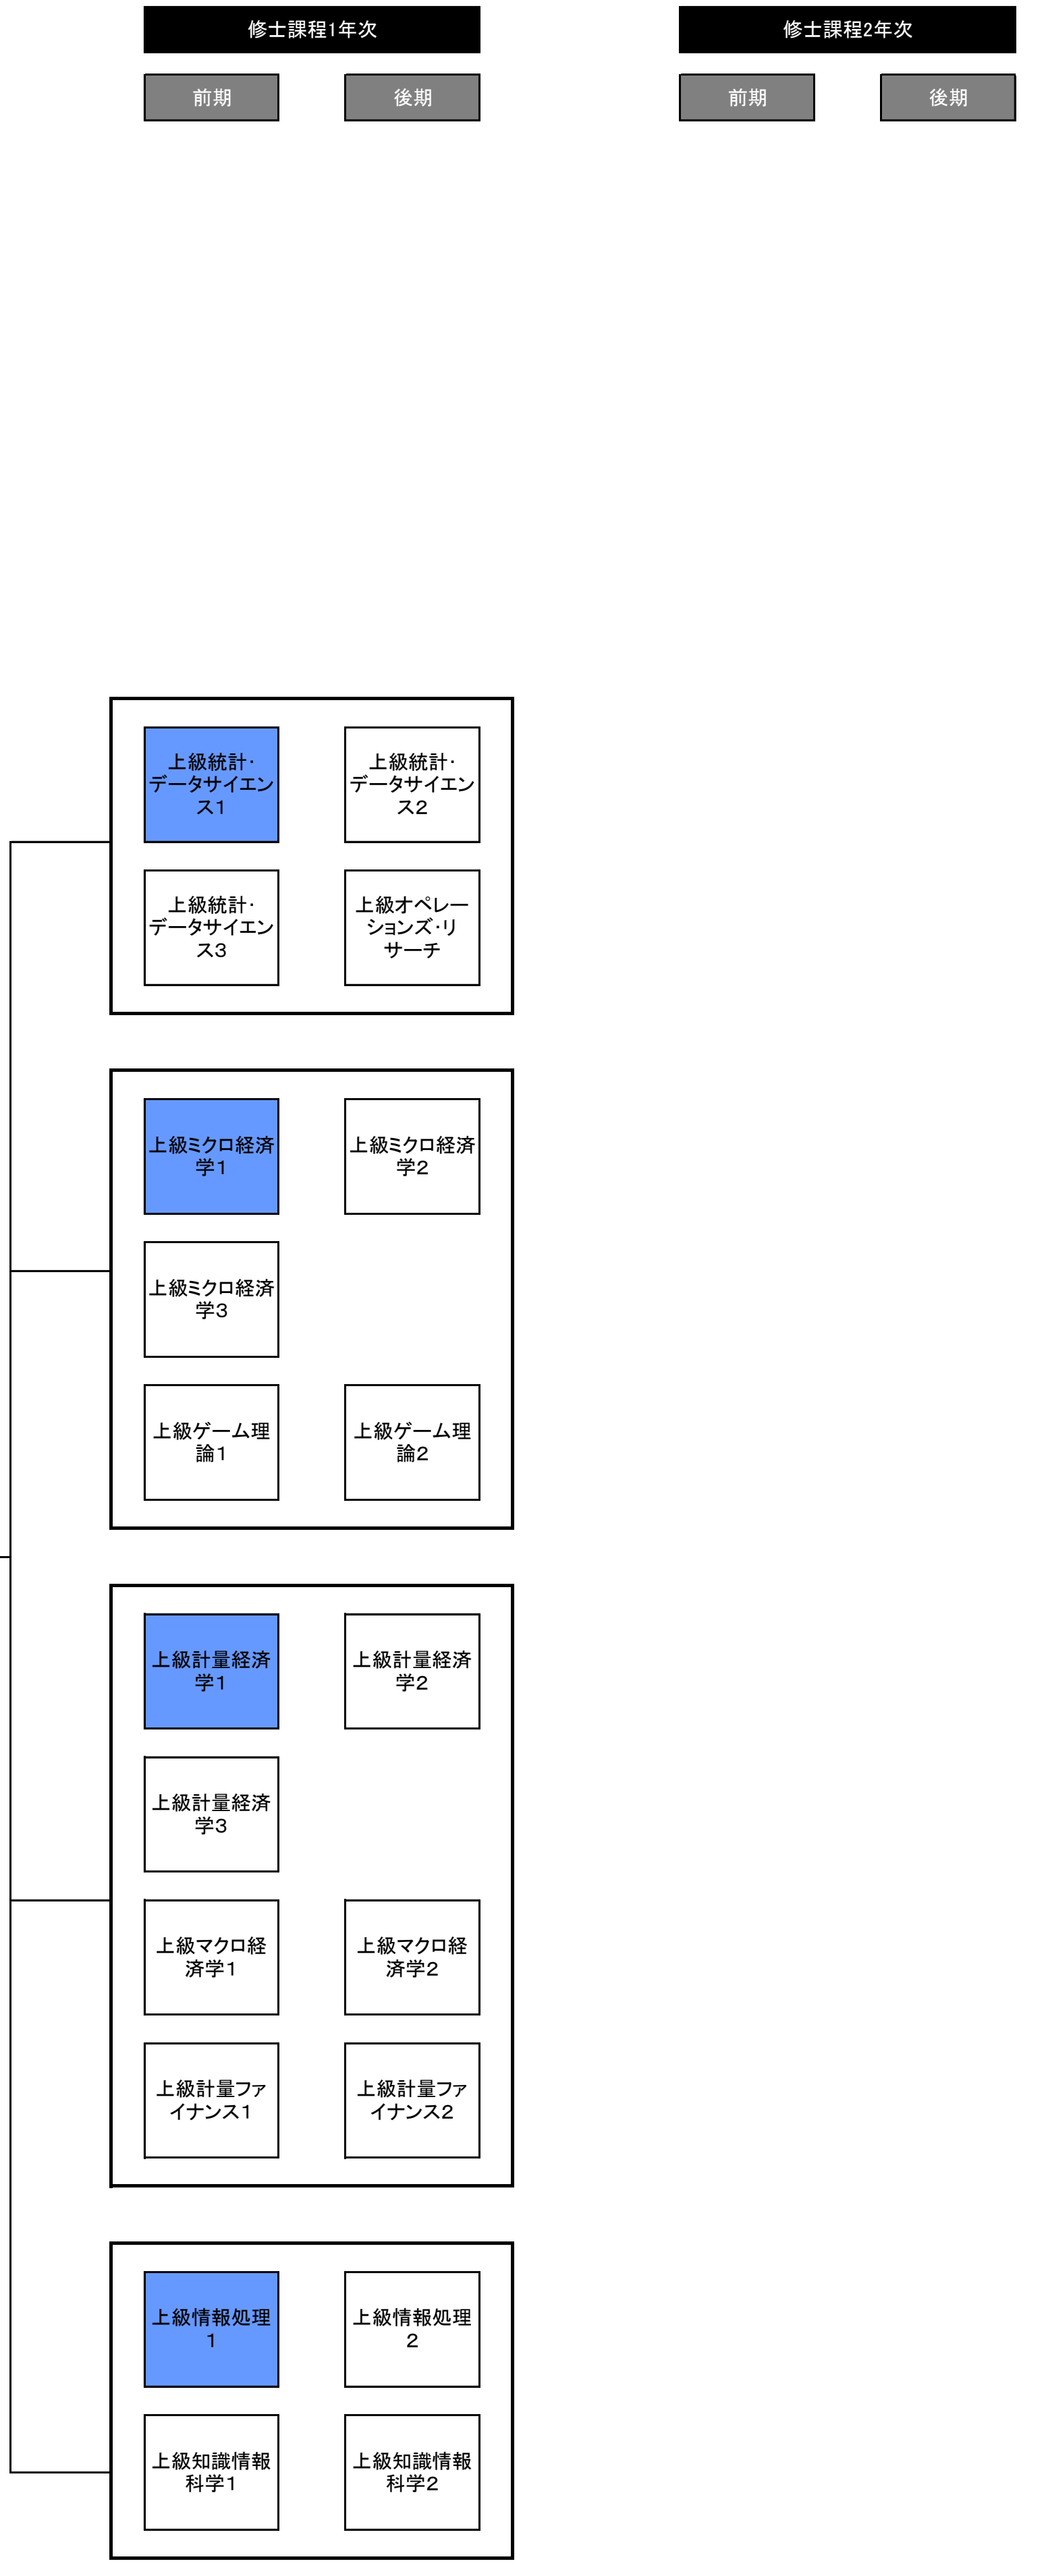 修士課程1年次
修士課程2年次
前期
後期
前期
後期
上級統計・
データサイエン
ス1
上級統計・
データサイエン
ス2
上級統計・
データサイエン
ス3
上級オペレー
ションズ・リ
サーチ
上級ミクロ経済
学1
上級ミクロ経済
学2
上級ミクロ経済
学3
上級ゲーム理
論1
上級ゲーム理
論2
上級計量経済
学1
上級計量経済
学2
上級計量経済
学3
上級マクロ経
済学1
上級マクロ経
済学2
上級計量ファ
イナンス1
上級計量ファ
イナンス2
上級情報処理
1
上級情報処理
2
上級知識情報
科学1
上級知識情報
科学2